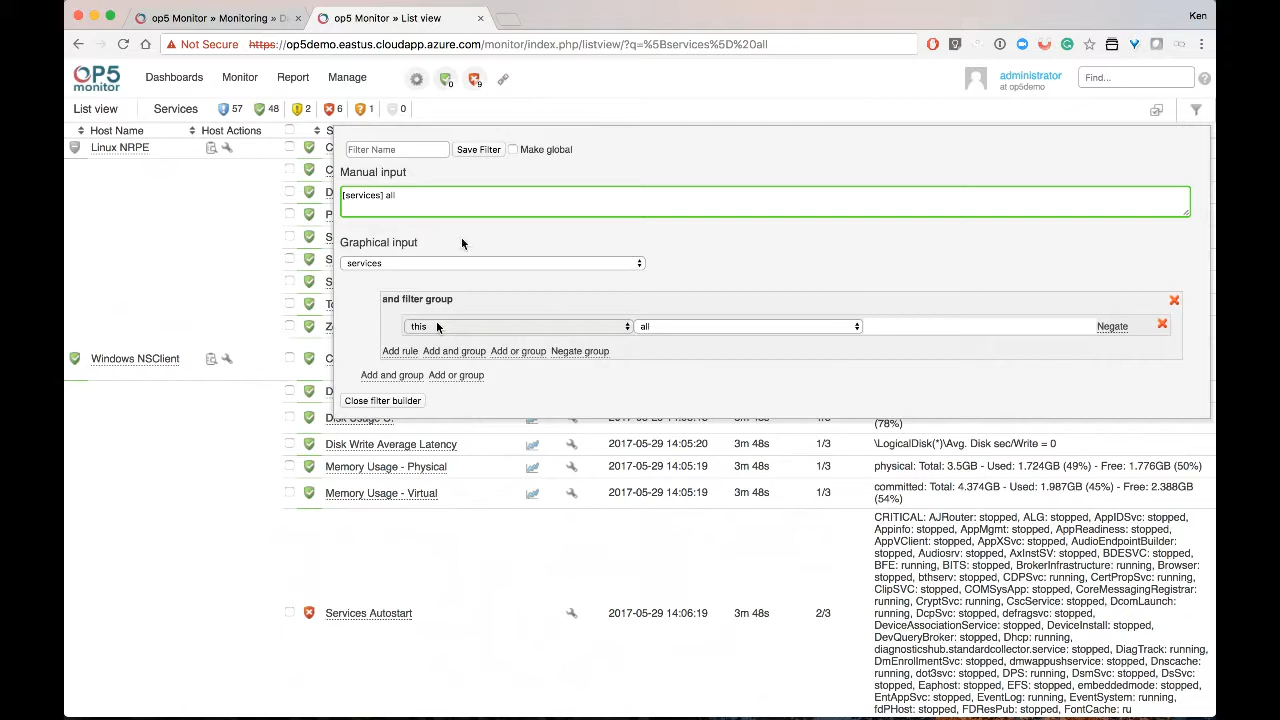 op5 Monitor » Monitoring » D
op5 Monitor » List view
Ken
Not Secure https://op5demo.eastus.cloudapp.azure.com/monitor/index.php/listview/?q=%5Bservices%5D%20all
OP5 monitor
Dashboards Monitor Report Manage 0 9
administrator
at op5demo
Find...
List view Services 57 48 2 6 1 0
Host Name Host Actions S
Linux NRPE C
C
D
P
S
S
S
To
Z
Filter Name Save Filter Make global
Manual input
[services] all
Graphical input
services
and filter group
this all Negate
Add rule Add and group Add or group Negate group
Add and group Add or group
Close filter builder
Windows NSClient C
D
(78%)
Disk Write Average Latency 2017-05-29 14:05:20 3m 48s 1/3 \LogicalDisk(*)\Avg. Disk sec/Write = 0
Memory Usage - Physical 2017-05-29 14:05:19 3m 48s 1/3 physical: Total: 3.5GB - Used: 1.724GB (49%) - Free: 1.776GB (50%)
Memory Usage - Virtual 2017-05-29 14:05:19 3m 48s 1/3 committed: Total: 4.374GB - Used: 1.987GB (45%) - Free: 2.388GB
(54%)
Services Autostart 2017-05-29 14:06:19 3m 48s 2/3
CRITICAL: AJRouter: stopped, ALG: stopped, AppIDSvc: stopped,
Appinfo: stopped, AppMgmt: stopped, AppReadiness: stopped,
AppVClient: stopped, AppXSvc: stopped, AudioEndpointBuilder:
stopped, Audiosrv: stopped, AxInstSV: stopped, BDESVC: stopped,
BFE: running, BITS: stopped, BrokerInfrastructure: running, Browser:
stopped, bthserv: stopped, CDPSvc: running, CertPropSvc: running,
ClipSVC: stopped, COMSysApp: stopped, CoreMessagingRegistrar:
running, CryptSvc: running, CscService: stopped, DcomLaunch:
running, DcpSvc: stopped, defragsvc: stopped,
DeviceAssociationService: stopped, DeviceInstall: stopped,
DevQueryBroker: stopped, Dhcp: running,
diagnosticshub.standardcollector.service: stopped, DiagTrack: running,
DmEnrollmentSvc: stopped, dmwappushservice: stopped, Dnscache:
running, dot3svc: stopped, DPS: running, DsmSvc: stopped, DsSvc:
stopped, Eaphost: stopped, EFS: stopped, embeddedmode: stopped,
EntAppSvc: stopped, EventLog: running, EventSystem: running,
fdPHost: stopped, FDResPub: stopped, FontCache: ru